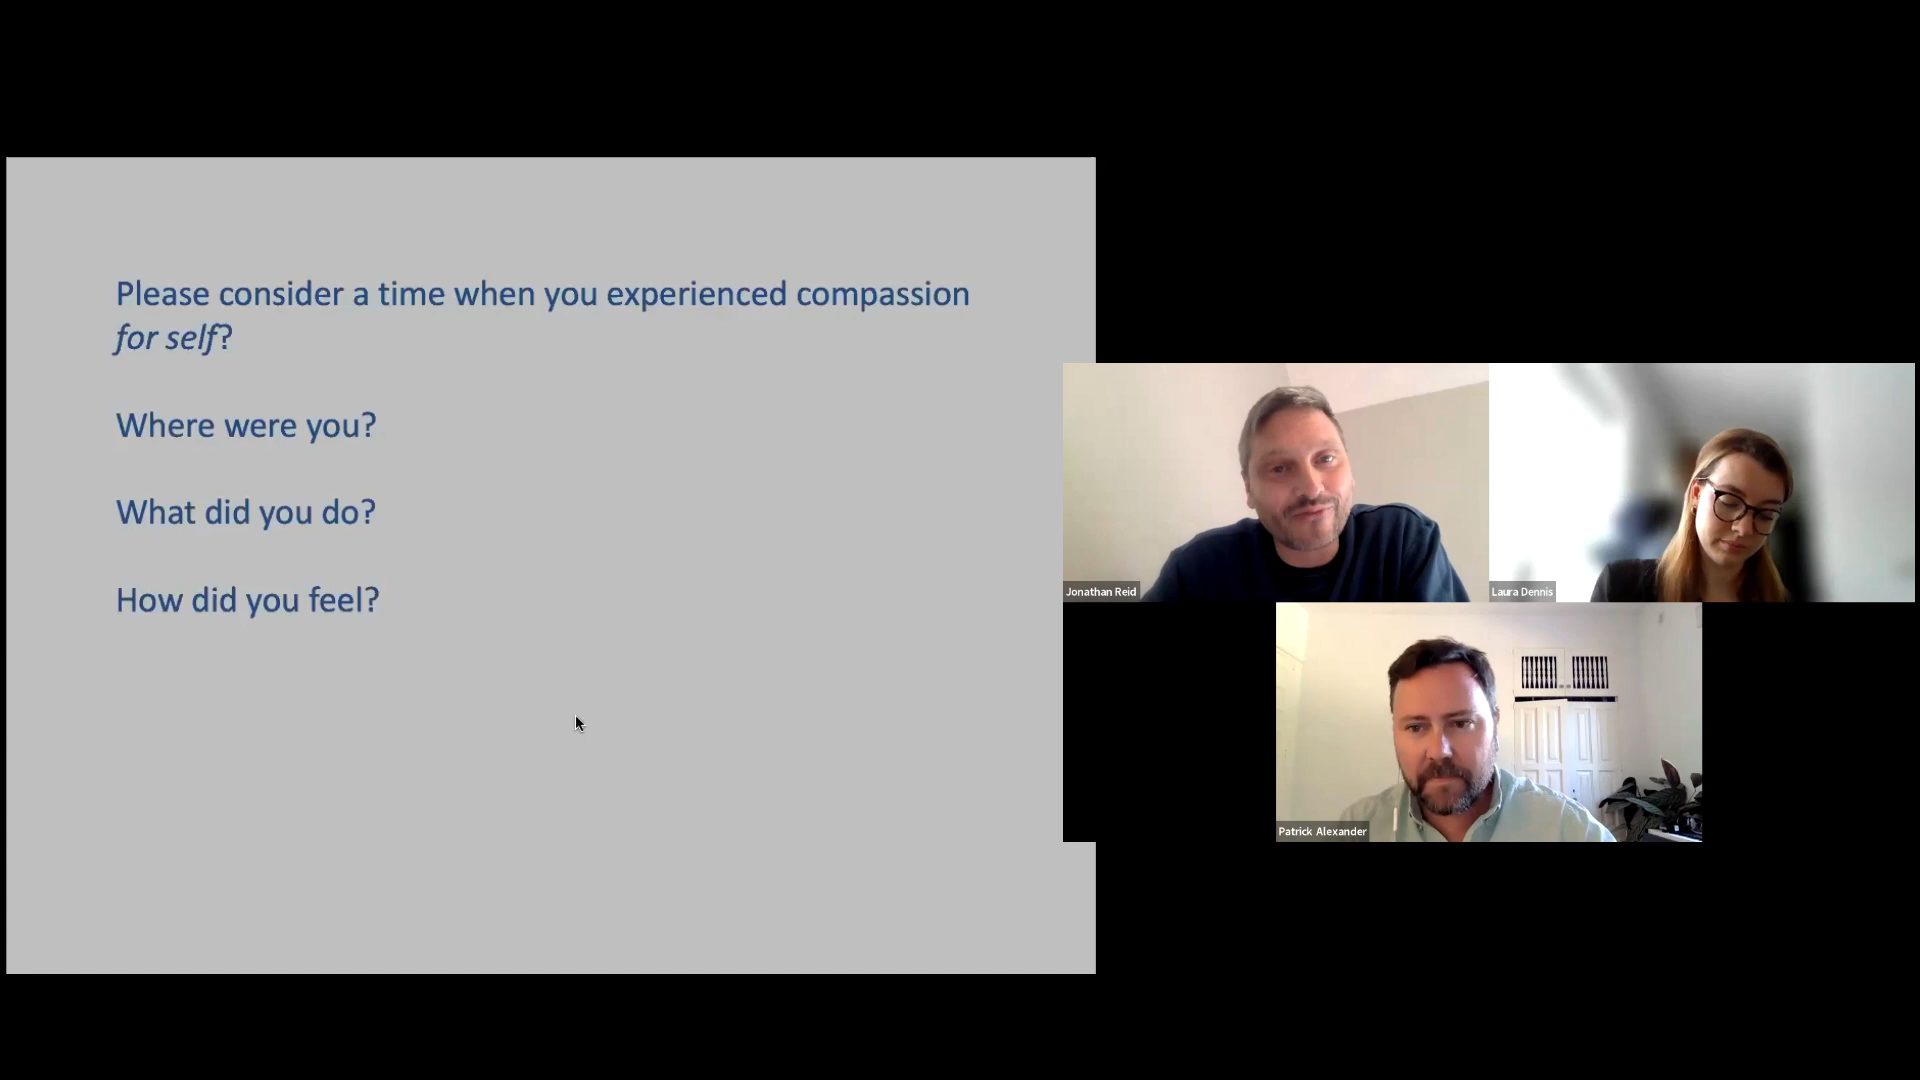 Please consider a time when you experienced compassion
for self?
Where were you?
What did you do?
How did you feel?
Jonathan Reid
Laura Dennis
Patrick Alexander